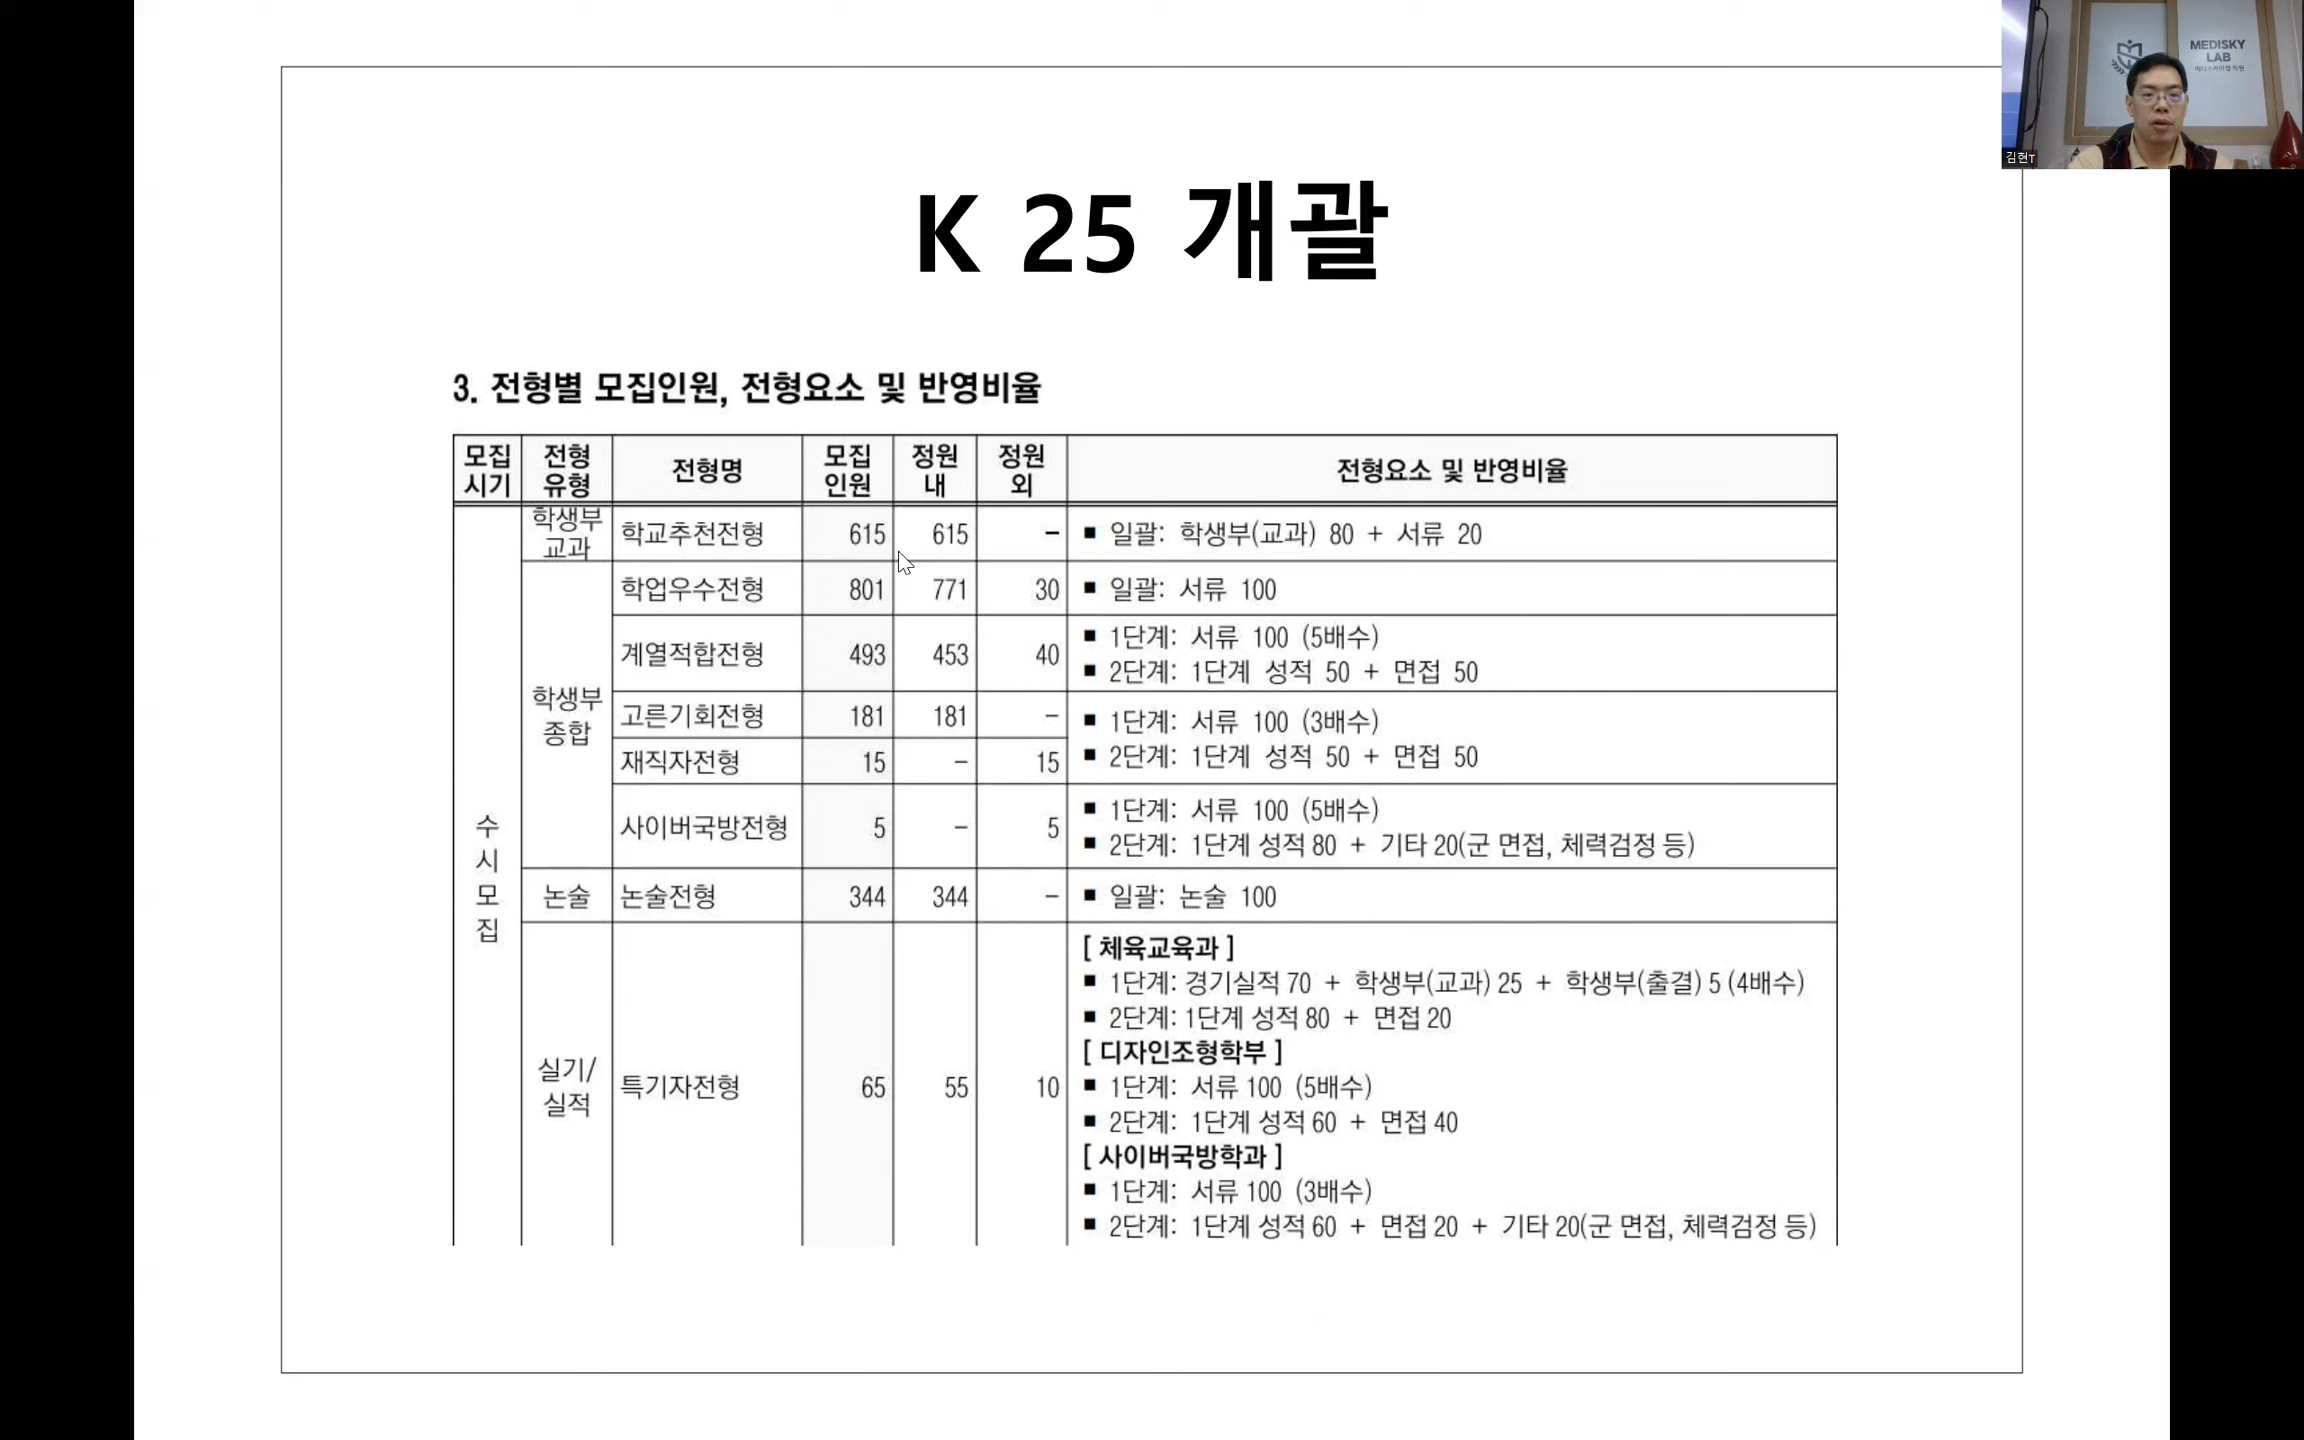 MEDISKY
LAB
김현T
K 25 개괄
3. 전형별 모집인원, 전형요소 및 반영비율
모집 시기 전형 유형 전형명 모집 인원 정원 내 정원 외 전형요소 및 반영비율
수시모집
학생부 교과 학교추천전형 615 615 – ■ 일괄: 학생부(교과) 80 + 서류 20
학생부 종합
학업우수전형 801 771 30 ■ 일괄: 서류 100
계열적합전형 493 453 40 ■ 1단계: 서류 100 (5배수)
■ 2단계: 1단계 성적 50 + 면접 50
고른기회전형 181 181 – ■ 1단계: 서류 100 (3배수)
재직자전형 15 – 15 ■ 2단계: 1단계 성적 50 + 면접 50
사이버국방전형 5 – 5 ■ 1단계: 서류 100 (5배수)
■ 2단계: 1단계 성적 80 + 기타 20(군 면접, 체력검정 등)
논술 논술전형 344 344 – ■ 일괄: 논술 100
실기/실적 특기자전형 65 55 10
[ 체육교육과 ]
■ 1단계: 경기실적 70 + 학생부(교과) 25 + 학생부(출결) 5 (4배수)
■ 2단계: 1단계 성적 80 + 면접 20
[ 디자인조형학부 ]
■ 1단계: 서류 100 (5배수)
■ 2단계: 1단계 성적 60 + 면접 40
[ 사이버국방학과 ]
■ 1단계: 서류 100 (3배수)
■ 2단계: 1단계 성적 60 + 면접 20 + 기타 20(군 면접, 체력검정 등)